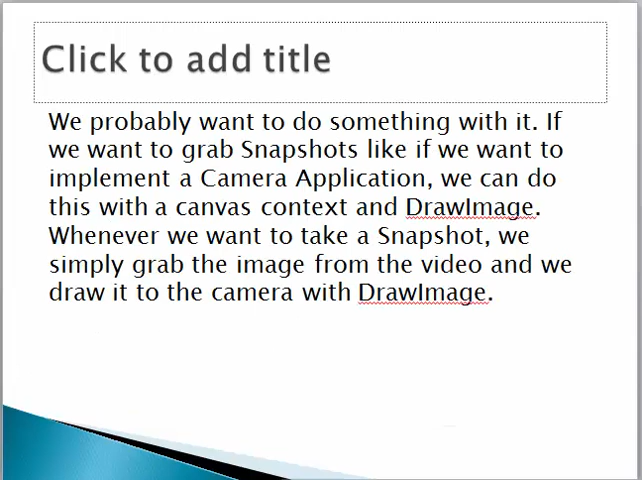 Click to add title
We probably want to do something with it. If
we want to grab Snapshots like if we want to
implement a Camera Application, we can do
this with a canvas context and DrawImage.
Whenever we want to take a Snapshot, we
simply grab the image from the video and we
draw it to the camera with DrawImage.